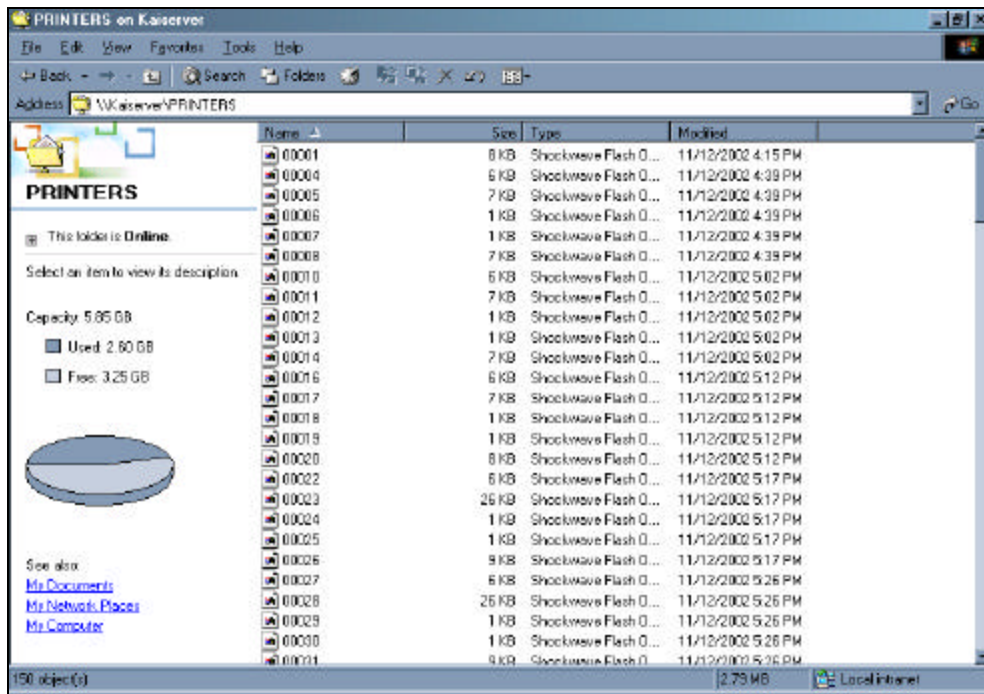 PRINTERS on Kaiserver
File Edit View Favorites Tools Help
Back Search Folders
Address \\Kaiserver\PRINTERS Go
PRINTERS
This folder is Online.
Select an item to view its description.
Capacity: 5.85 GB
Used: 2.60 GB
Free: 3.25 GB
See also:
My Documents
My Network Places
My Computer
Name Size Type Modified
00001 8 KB Shockwave Flash O... 11/12/2002 4:15 PM
00004 6 KB Shockwave Flash O... 11/12/2002 4:39 PM
00005 7 KB Shockwave Flash O... 11/12/2002 4:39 PM
00006 1 KB Shockwave Flash O... 11/12/2002 4:39 PM
00007 1 KB Shockwave Flash O... 11/12/2002 4:39 PM
00008 7 KB Shockwave Flash O... 11/12/2002 4:39 PM
00010 6 KB Shockwave Flash O... 11/12/2002 5:02 PM
00011 7 KB Shockwave Flash O... 11/12/2002 5:02 PM
00012 1 KB Shockwave Flash O... 11/12/2002 5:02 PM
00013 1 KB Shockwave Flash O... 11/12/2002 5:02 PM
00014 7 KB Shockwave Flash O... 11/12/2002 5:02 PM
00016 6 KB Shockwave Flash O... 11/12/2002 5:12 PM
00017 7 KB Shockwave Flash O... 11/12/2002 5:12 PM
00018 1 KB Shockwave Flash O... 11/12/2002 5:12 PM
00019 1 KB Shockwave Flash O... 11/12/2002 5:12 PM
00020 8 KB Shockwave Flash O... 11/12/2002 5:12 PM
00022 6 KB Shockwave Flash O... 11/12/2002 5:17 PM
00023 26 KB Shockwave Flash O... 11/12/2002 5:17 PM
00024 1 KB Shockwave Flash O... 11/12/2002 5:17 PM
00025 1 KB Shockwave Flash O... 11/12/2002 5:17 PM
00026 9 KB Shockwave Flash O... 11/12/2002 5:17 PM
00027 6 KB Shockwave Flash O... 11/12/2002 5:26 PM
00028 26 KB Shockwave Flash O... 11/12/2002 5:26 PM
00029 1 KB Shockwave Flash O... 11/12/2002 5:26 PM
00030 1 KB Shockwave Flash O... 11/12/2002 5:26 PM
00031 9 KB Shockwave Flash O... 11/12/2002 5:26 PM
150 object(s) 2.79 MB Local intranet